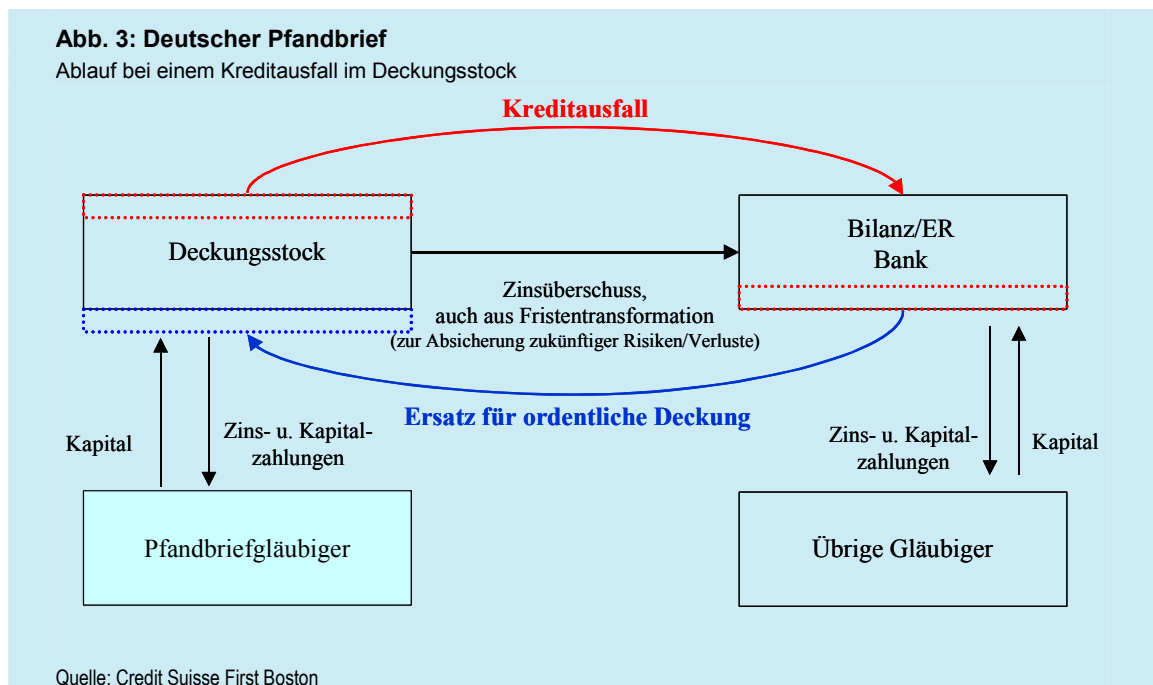 Abb. 3: Deutscher Pfandbrief
Ablauf bei einem Kreditausfall im Deckungsstock
Kreditausfall
Deckungsstock
Bilanz/ER
Bank
Zinsüberschuss,
auch aus Fristentransformation
(zur Absicherung zukünftiger Risiken/Verluste)
Ersatz für ordentliche Deckung
Kapital
Zins- u. Kapital-
zahlungen
Zins- u. Kapital-
zahlungen
Kapital
Pfandbriefgläubiger
Übrige Gläubiger
Quelle: Credit Suisse First Boston